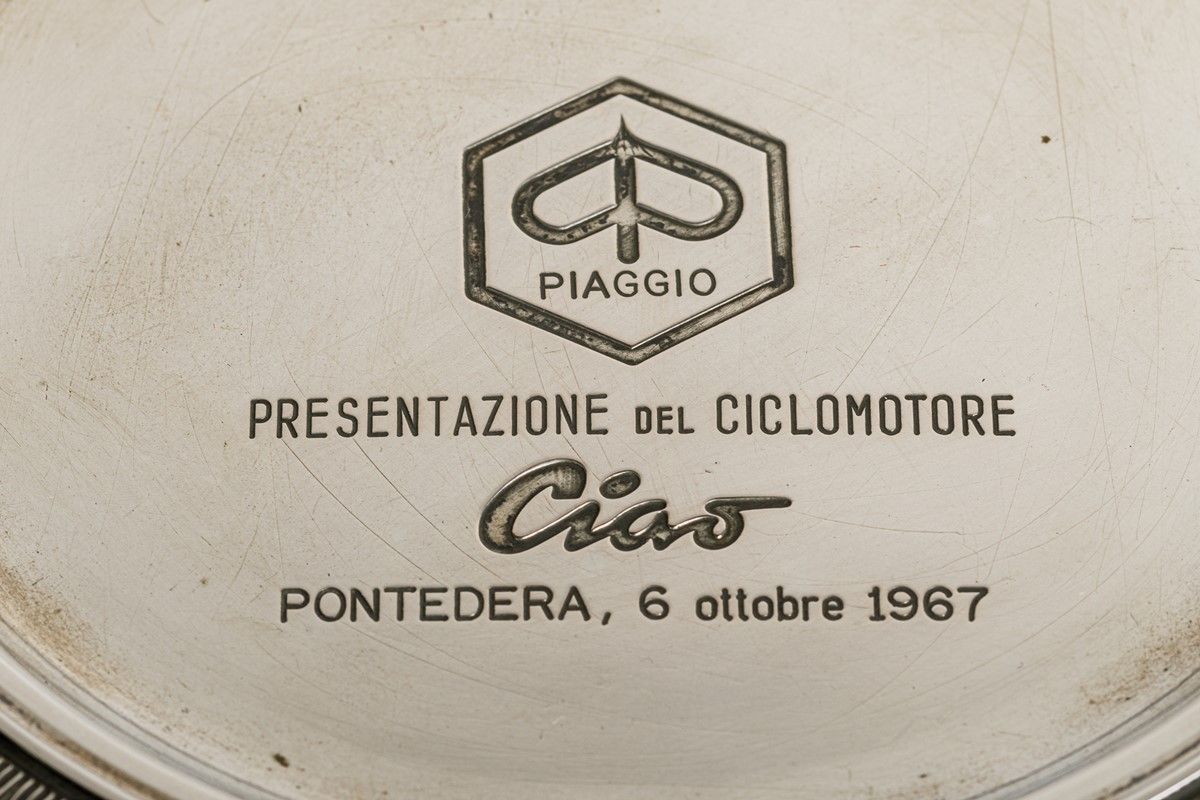 PIAGGIO
PRESENTAZIONE DEL CICLOMOTORE
Ciao
PONTEDERA, 6 ottobre 1967